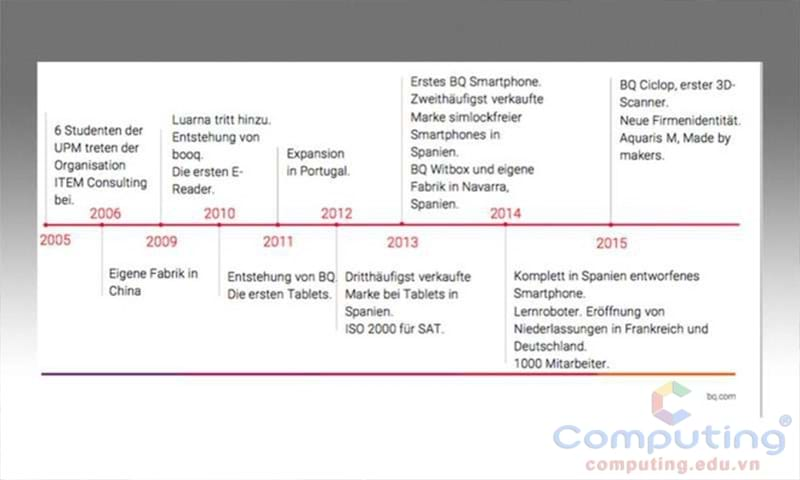 6 Studenten der
UPM treten der
Organisation
ITEM Consulting
bei.
Luarna tritt hinzu.
Entstehung von
booq.
Die ersten E-
Reader.
Expansion
in Portugal.
Erstes BQ Smartphone.
Zweithäufigst verkaufte
Marke simlockfreier
Smartphones in
Spanien.
BQ Witbox und eigene
Fabrik in Navarra,
Spanien.
BQ Ciclop, erster 3D-
Scanner.
Neue Firmenidentität.
Aquaris M, Made by
makers.
2006 2010 2012 2014
2005 2009 2011 2013 2015
Eigene Fabrik in
China
Entstehung von BQ.
Die ersten Tablets.
Dritthäufigst verkaufte
Marke bei Tablets in
Spanien.
ISO 2000 für SAT.
Komplett in Spanien entworfenes
Smartphone.
Lernroboter. Eröffnung von
Niederlassungen in Frankreich und
Deutschland.
1000 Mitarbeiter.
bq.com
Computing®
computing.edu.vn